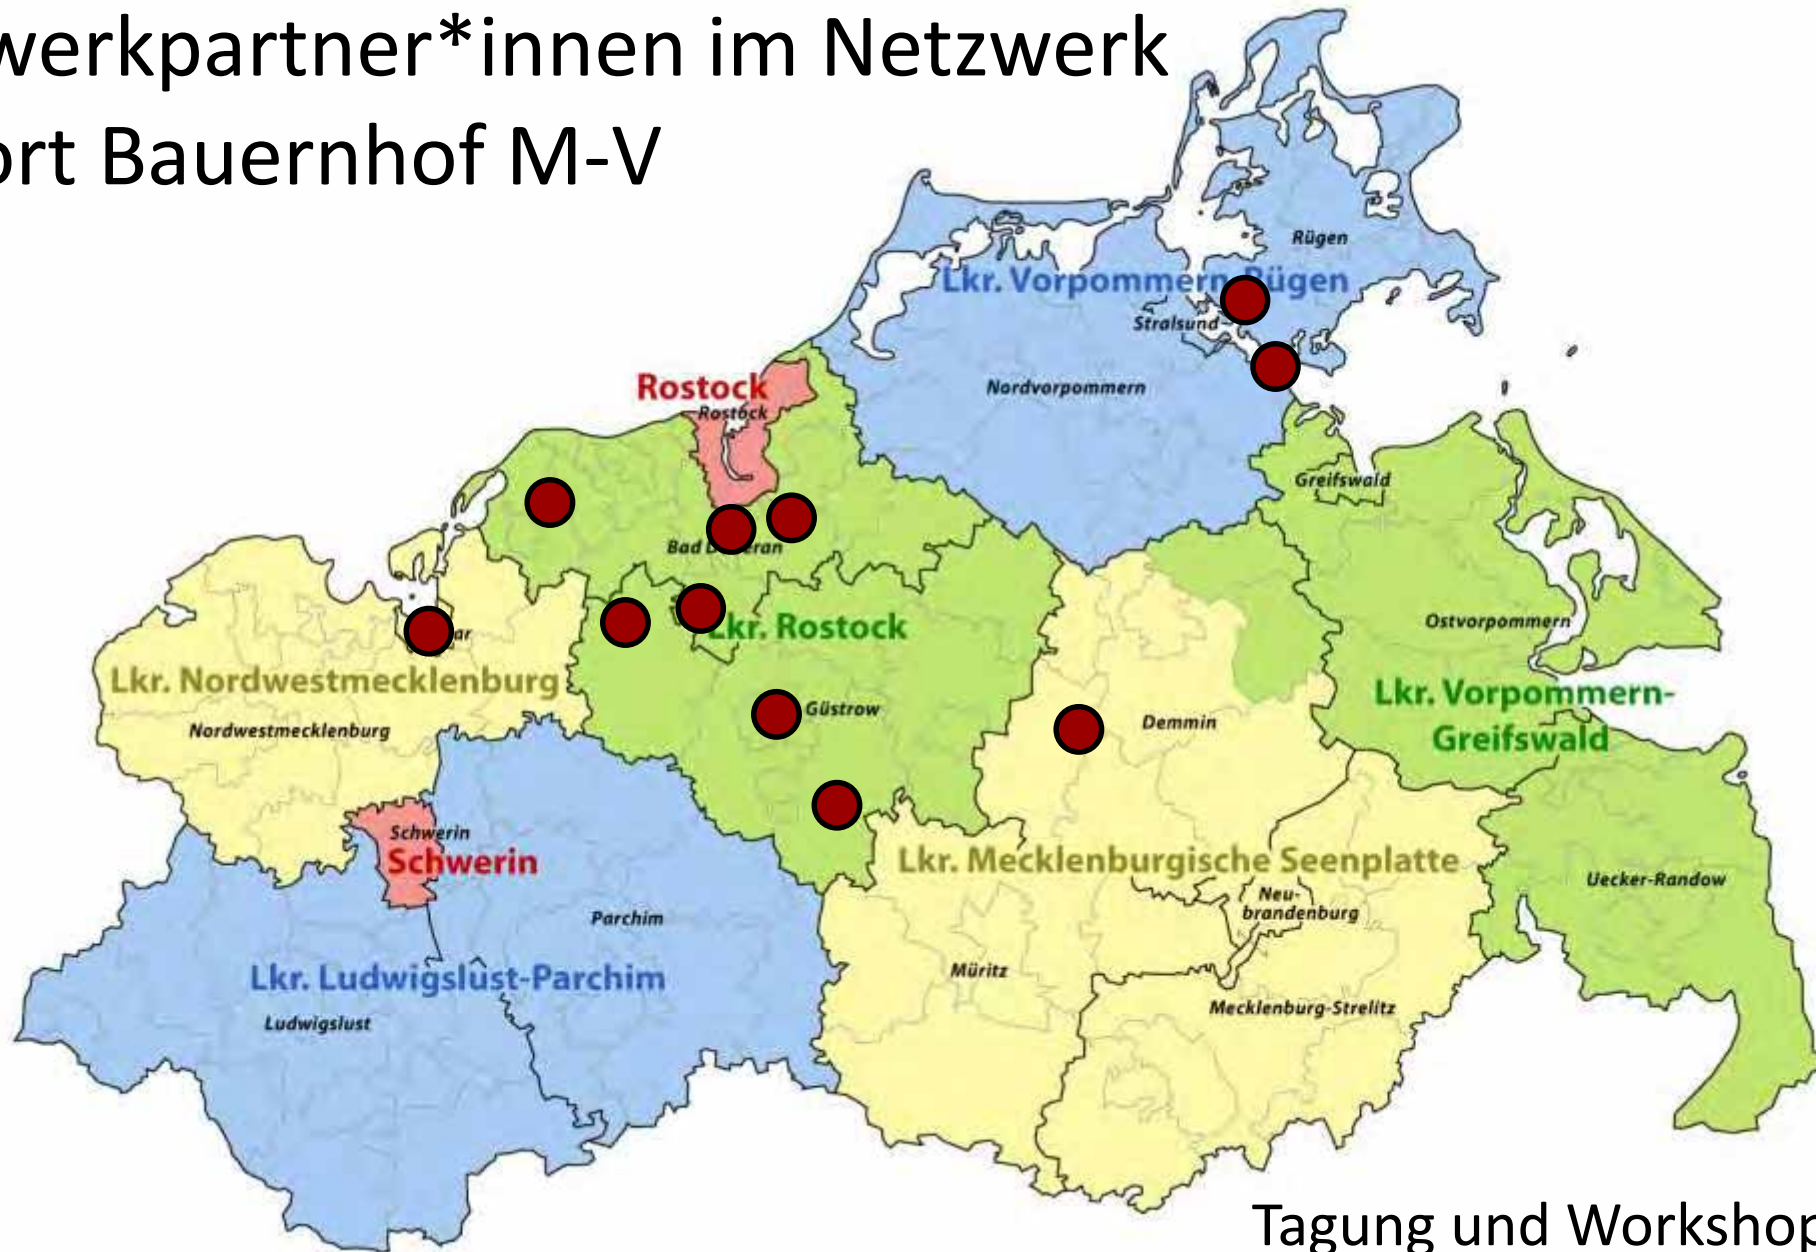 werkpartner*innen im Netzwerk
ort Bauernhof M-V
Rügen
Lkr. Vorpommern-Rügen
Stralsund
Nordvorpommern
Rostock
Rostock
Greifswald
Bad
Lkr. Rostock
Ostvorpommern
Lkr. Nordwestmecklenburg
Nordwestmecklenburg
Güstrow
Demmin
Lkr. Vorpommern-
Greifswald
Schwerin
Schwerin
Lkr. Mecklenburgische Seenplatte
Neu-
brandenburg
Uecker-Randow
Parchim
Müritz
Lkr. Ludwigslust-Parchim
Ludwigslust
Mecklenburg-Strelitz
Tagung und Workshop